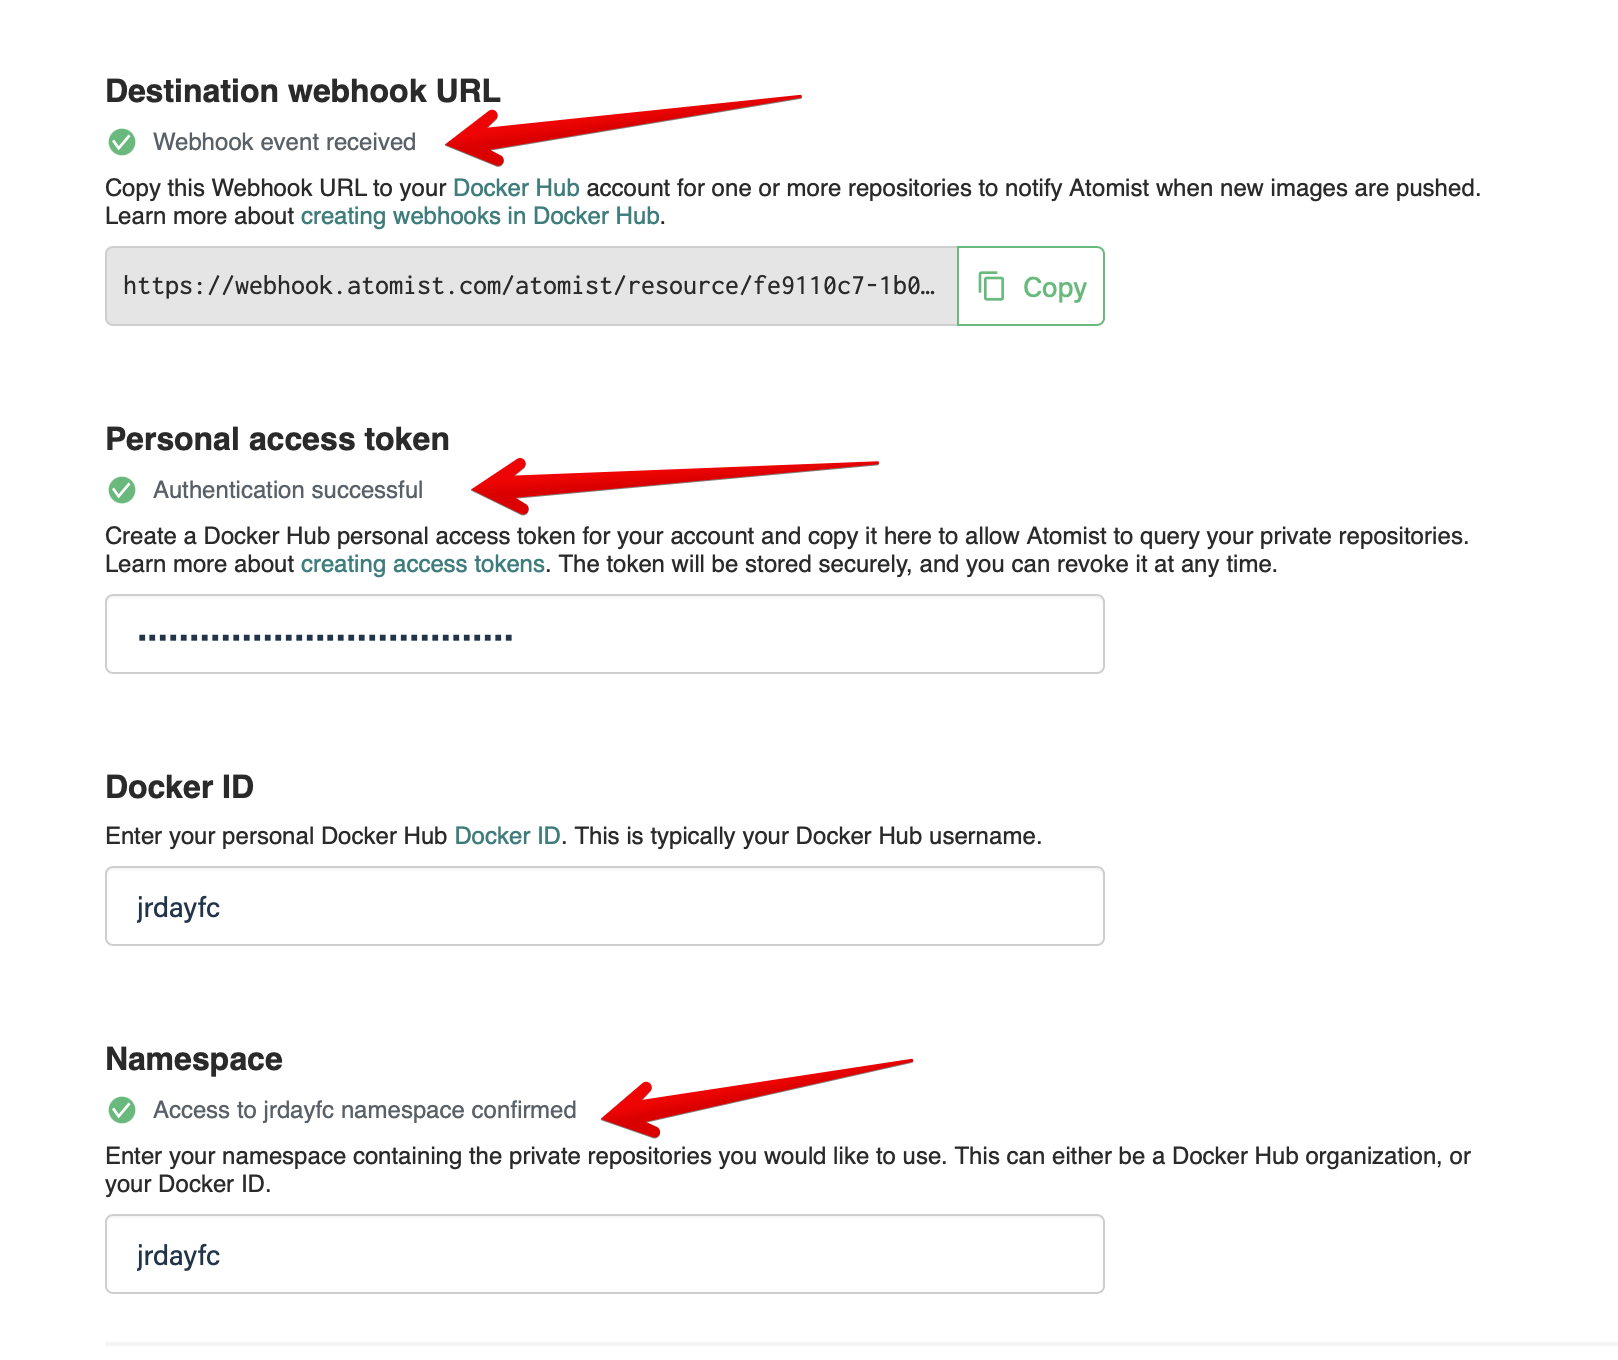 Destination webhook URL
Webhook event received
Copy this Webhook URL to your Docker Hub account for one or more repositories to notify Atomist when new images are pushed.
Learn more about creating webhooks in Docker Hub.
https://webhook.atomist.com/atomist/resource/fe9110c7-1b0…
Copy
Personal access token
Authentication successful
Create a Docker Hub personal access token for your account and copy it here to allow Atomist to query your private repositories.
Learn more about creating access tokens. The token will be stored securely, and you can revoke it at any time.
Docker ID
Enter your personal Docker Hub Docker ID. This is typically your Docker Hub username.
jrdayfc
Namespace
Access to jrdayfc namespace confirmed
Enter your namespace containing the private repositories you would like to use. This can either be a Docker Hub organization, or
your Docker ID.
jrdayfc